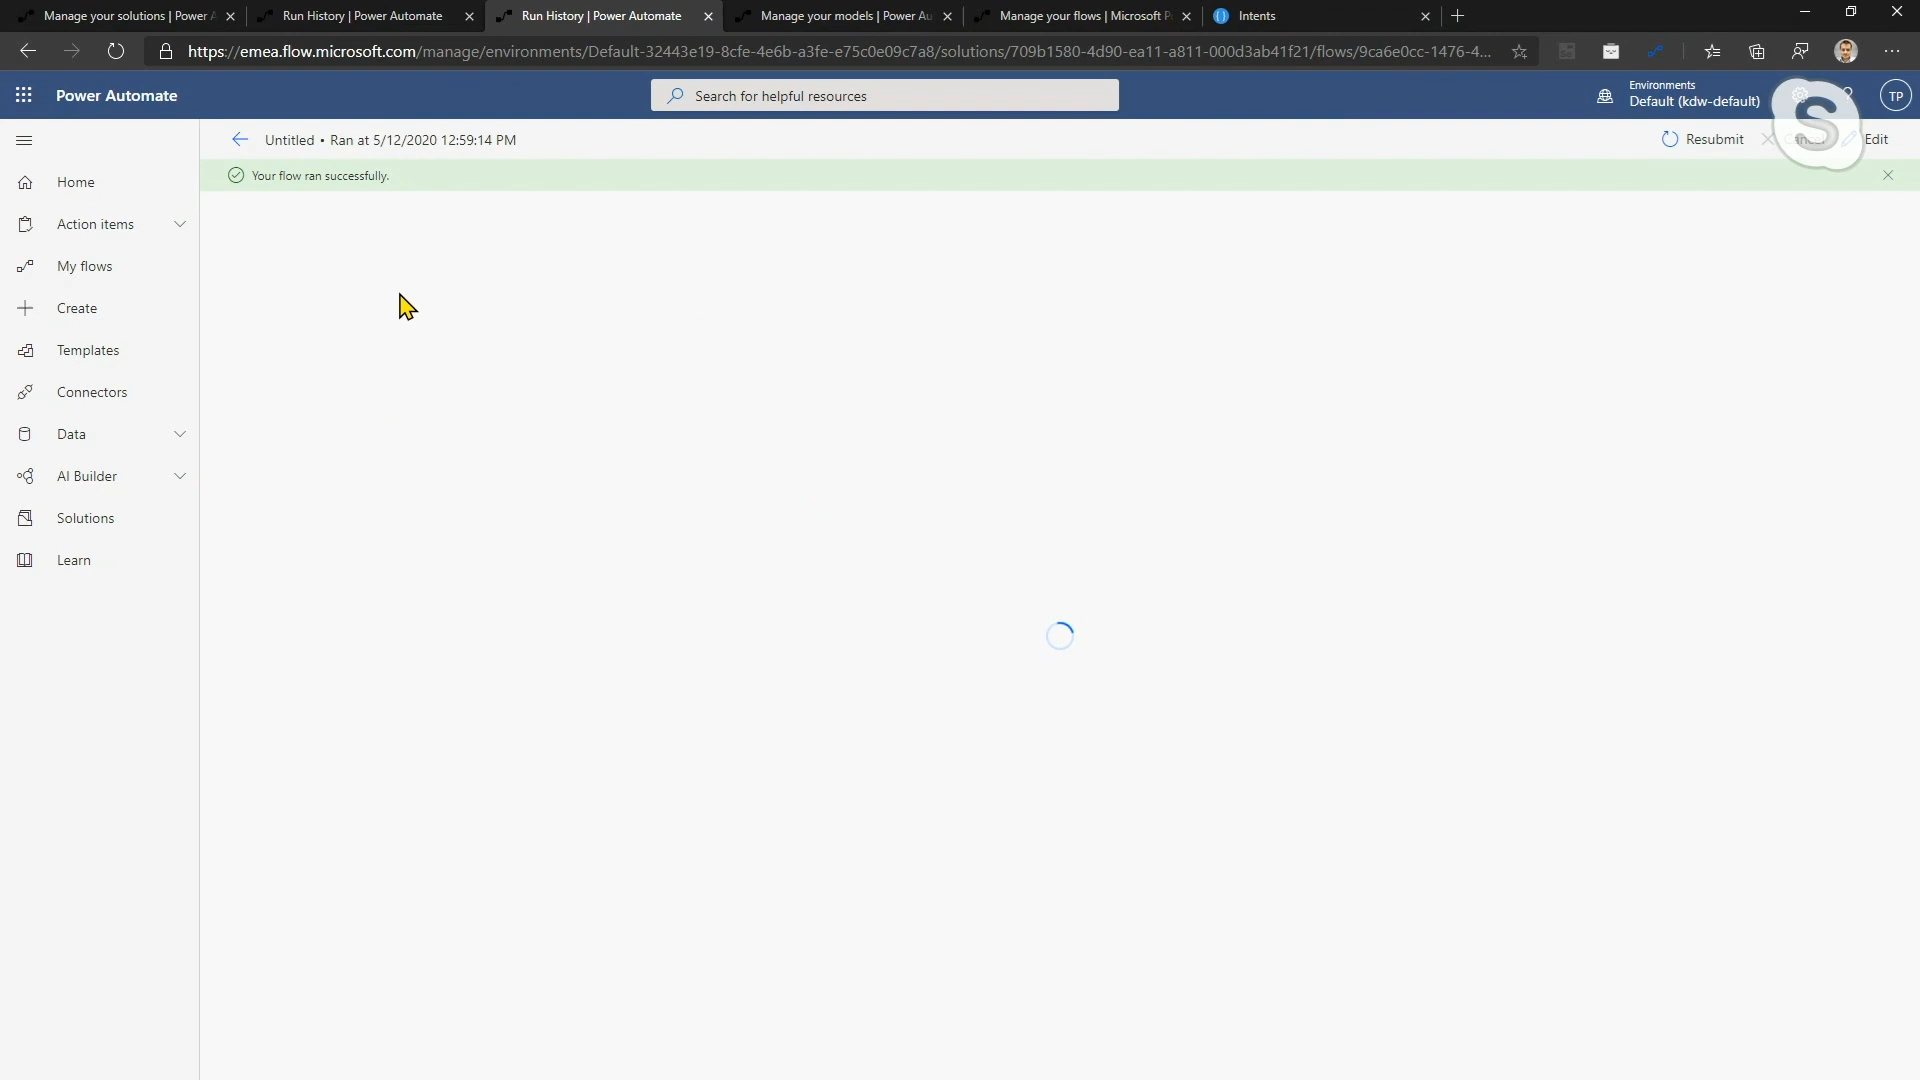 Manage your solutions | Power A
Run History | Power Automate
Run History | Power Automate
Manage your models | Power Au
Manage your flows | Microsoft P
Intents
https://emea.flow.microsoft.com/manage/environments/Default-32443e19-8cfe-4e6b-a3fe-e75c0e09c7a8/solutions/709b1580-4d90-ea11-a811-000d3ab41f21/flows/9ca6e0cc-1476-4...
Power Automate
Search for helpful resources
Environments
Default (kdw-default)
TP
Untitled • Ran at 5/12/2020 12:59:14 PM
Resubmit
Cancel
Edit
Your flow ran successfully.
Home
Action items
My flows
Create
Templates
Connectors
Data
AI Builder
Solutions
Learn